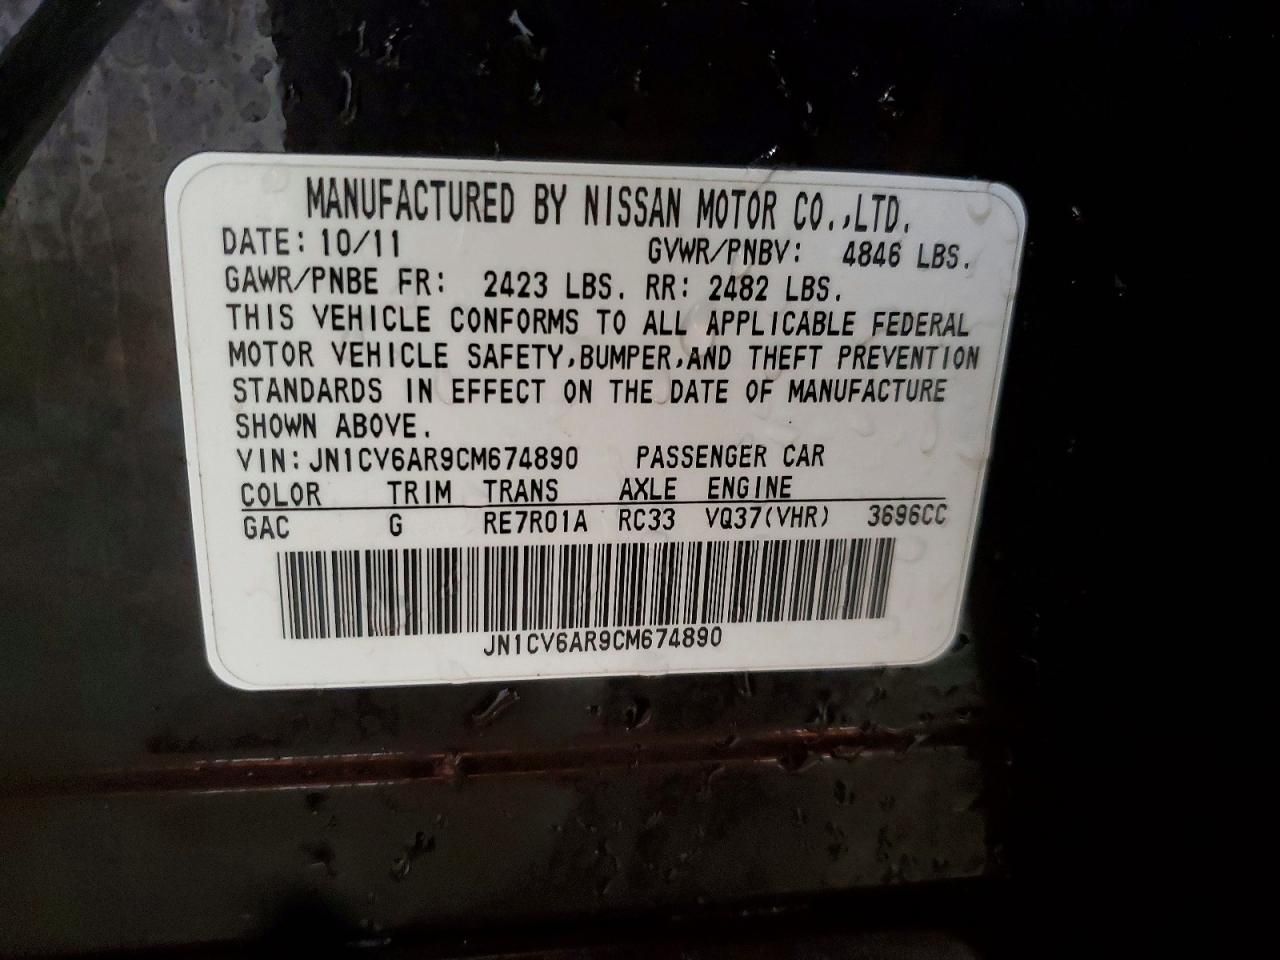 MANUFACTURED BY NISSAN MOTOR CO.,LTD.
DATE: 10/11 GVWR/PNBV: 4846 LBS.
GAWR/PNBE FR: 2423 LBS. RR: 2482 LBS.
THIS VEHICLE CONFORMS TO ALL APPLICABLE FEDERAL
MOTOR VEHICLE SAFETY,BUMPER,AND THEFT PREVENTION
STANDARDS IN EFFECT ON THE DATE OF MANUFACTURE
SHOWN ABOVE.
VIN: JN1CV6AR9CM674890 PASSENGER CAR
COLOR TRIM TRANS AXLE ENGINE
GAC G RE7R01A RC33 VQ37(VHR) 3696CC
JN1CV6AR9CM674890